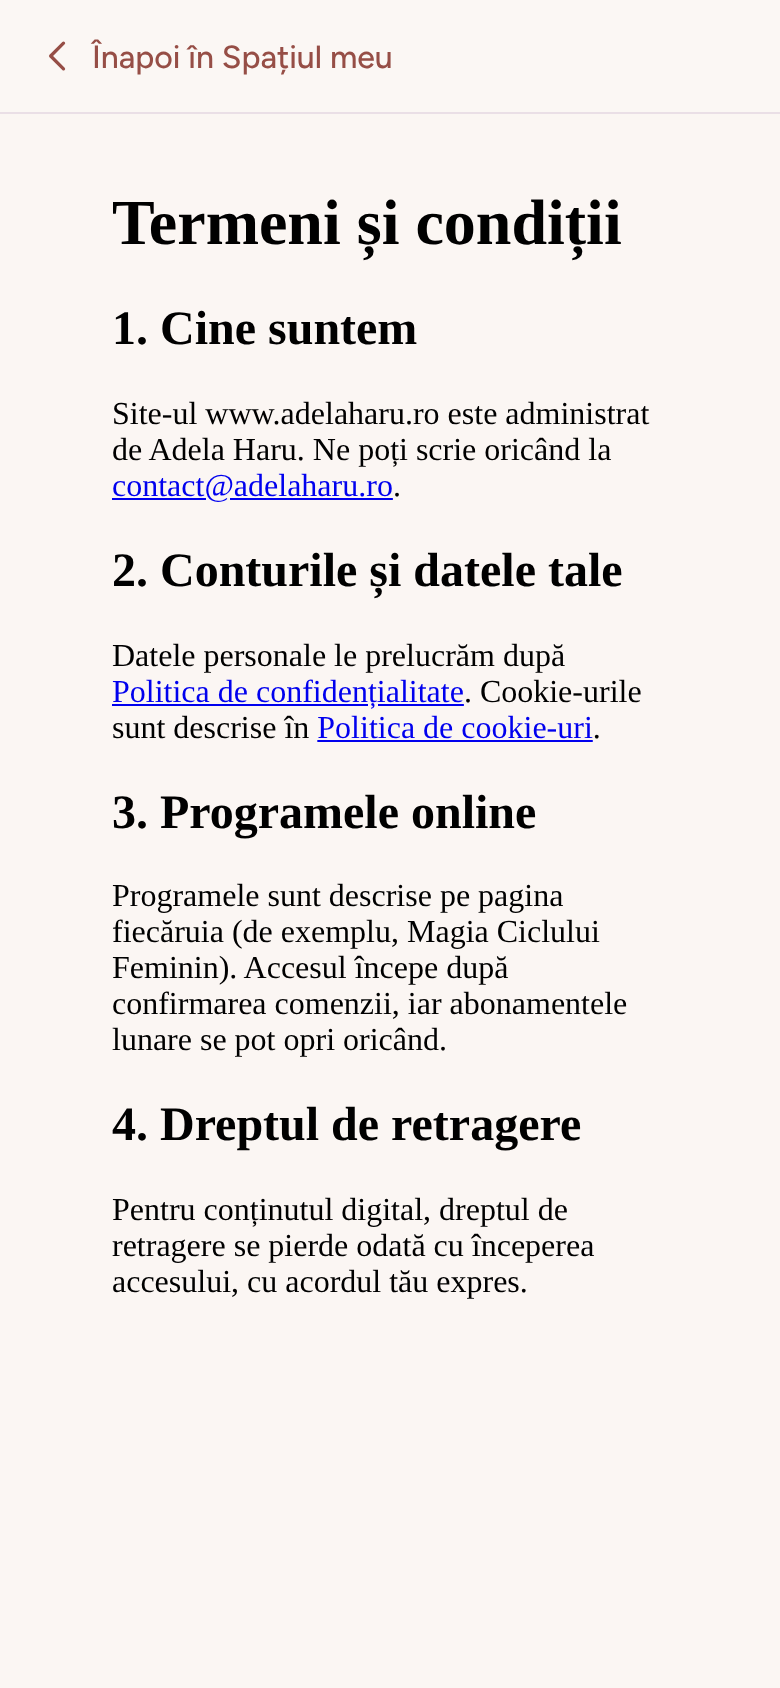 Înapoi în Spațiul meu
Termeni și condiții
1. Cine suntem
Site-ul www.adelaharu.ro este administrat
de Adela Haru. Ne poți scrie oricând la
contact@adelaharu.ro.
2. Conturile și datele tale
Datele personale le prelucrăm după
Politica de confidențialitate. Cookie-urile
sunt descrise în Politica de cookie-uri.
3. Programele online
Programele sunt descrise pe pagina
fiecăruia (de exemplu, Magia Ciclului
Feminin). Accesul începe după
confirmarea comenzii, iar abonamentele
lunare se pot opri oricând.
4. Dreptul de retragere
Pentru conținutul digital, dreptul de
retragere se pierde odată cu începerea
accesului, cu acordul tău expres.